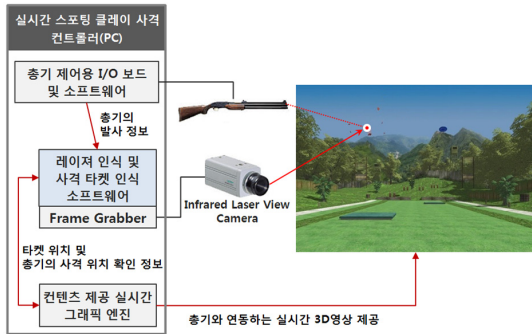 실시간 스포팅 클레이 사격
컨트롤러(PC)
총기 제어용 I/O 보드
및 소프트웨어
총기의
발사 정보
레이져 인식 및
사격 타켓 인식
소프트웨어
Frame Grabber
Infrared Laser View
Camera
타켓 위치 및
총기의 사격 위치 확인 정보
컨텐츠 제공 실시간
그래픽 엔진
총기와 연동하는 실시간 3D영상 제공